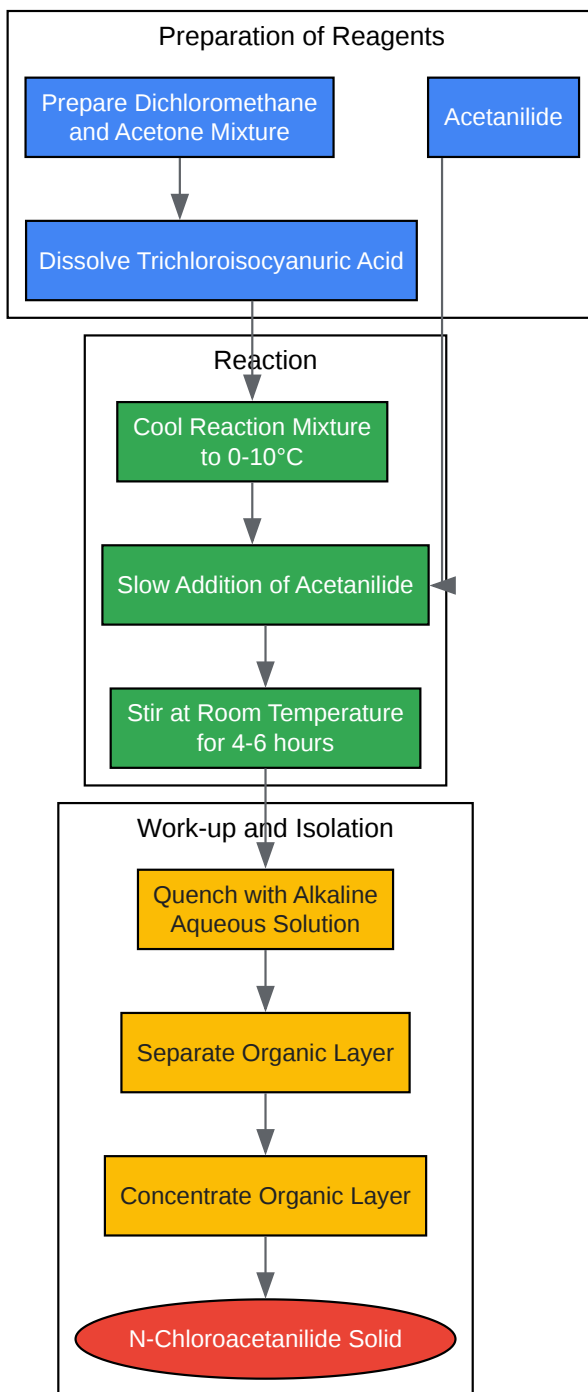 Preparation of Reagents
Prepare Dichloromethane
and Acetone Mixture
Acetanilide
Dissolve Trichloroisocyanuric Acid
Reaction
Cool Reaction Mixture
to 0-10°C
Slow Addition of Acetanilide
Stir at Room Temperature
for 4-6 hours
Work-up and Isolation
Quench with Alkaline
Aqueous Solution
Separate Organic Layer
Concentrate Organic Layer
N-Chloroacetanilide Solid